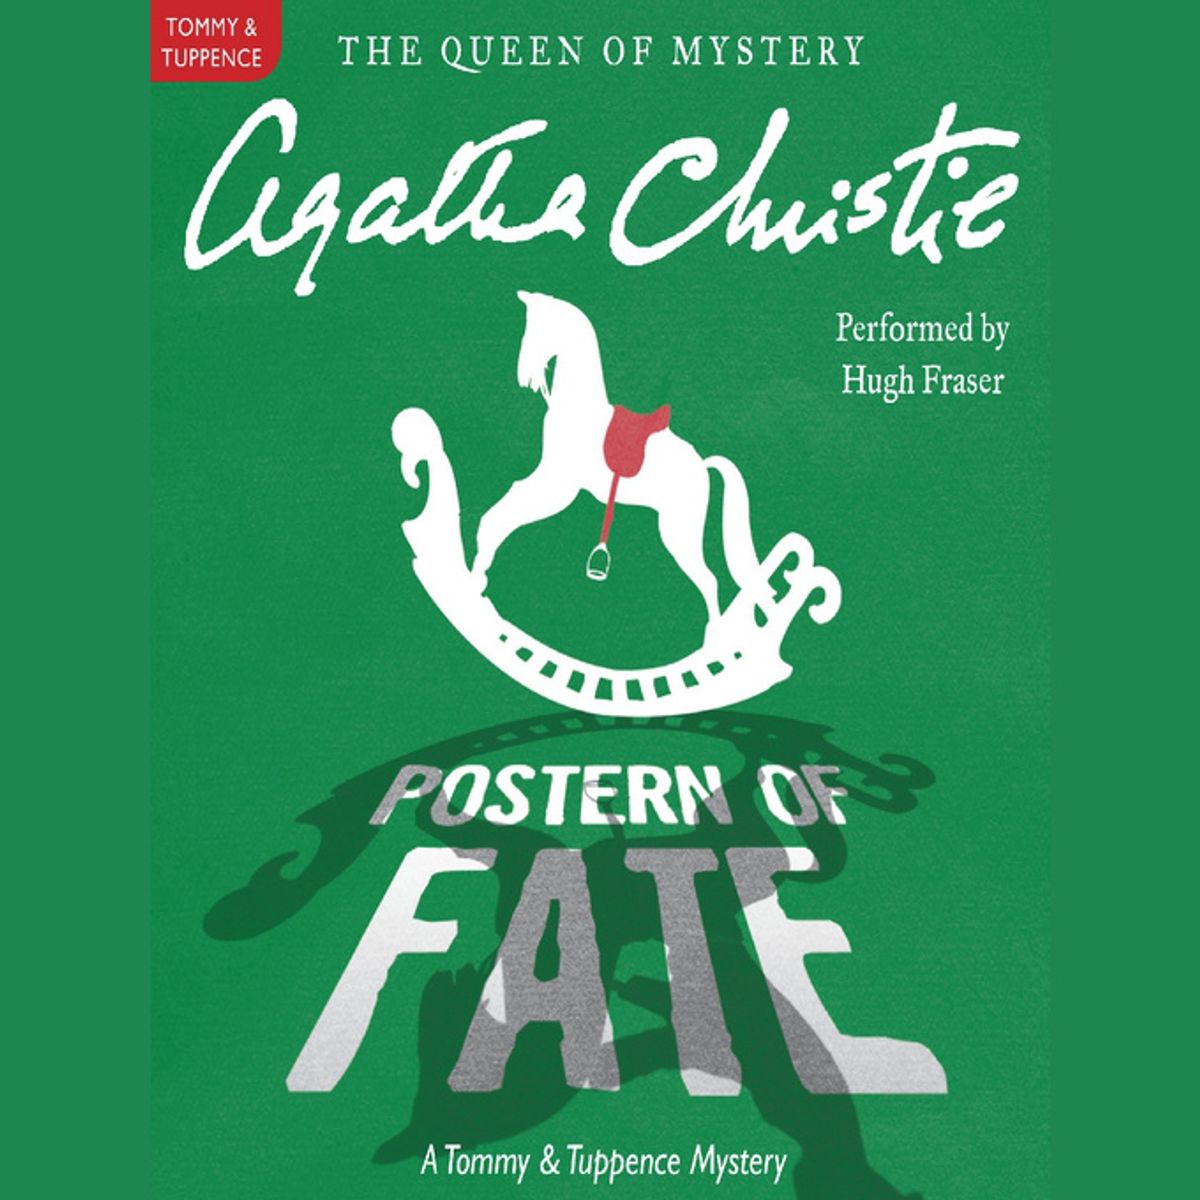 TOMMY &
TUPPENCE
THE QUEEN OF MYSTERY
Agatha Christie
Performed by
Hugh Fraser
POSTERN OF
FATE
A Tommy & Tuppence Mystery